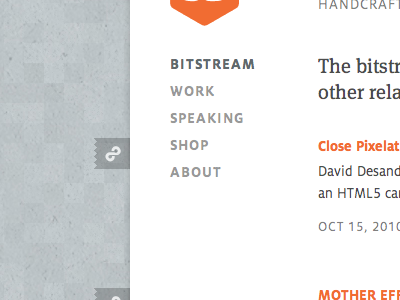 HANDCRAFT
BITSTREAM
WORK
SPEAKING
SHOP
ABOUT
The bitstr
other rela
Close Pixelat
David Desand
an HTML5 ca
OCT 15, 2010
MOTHER EFF